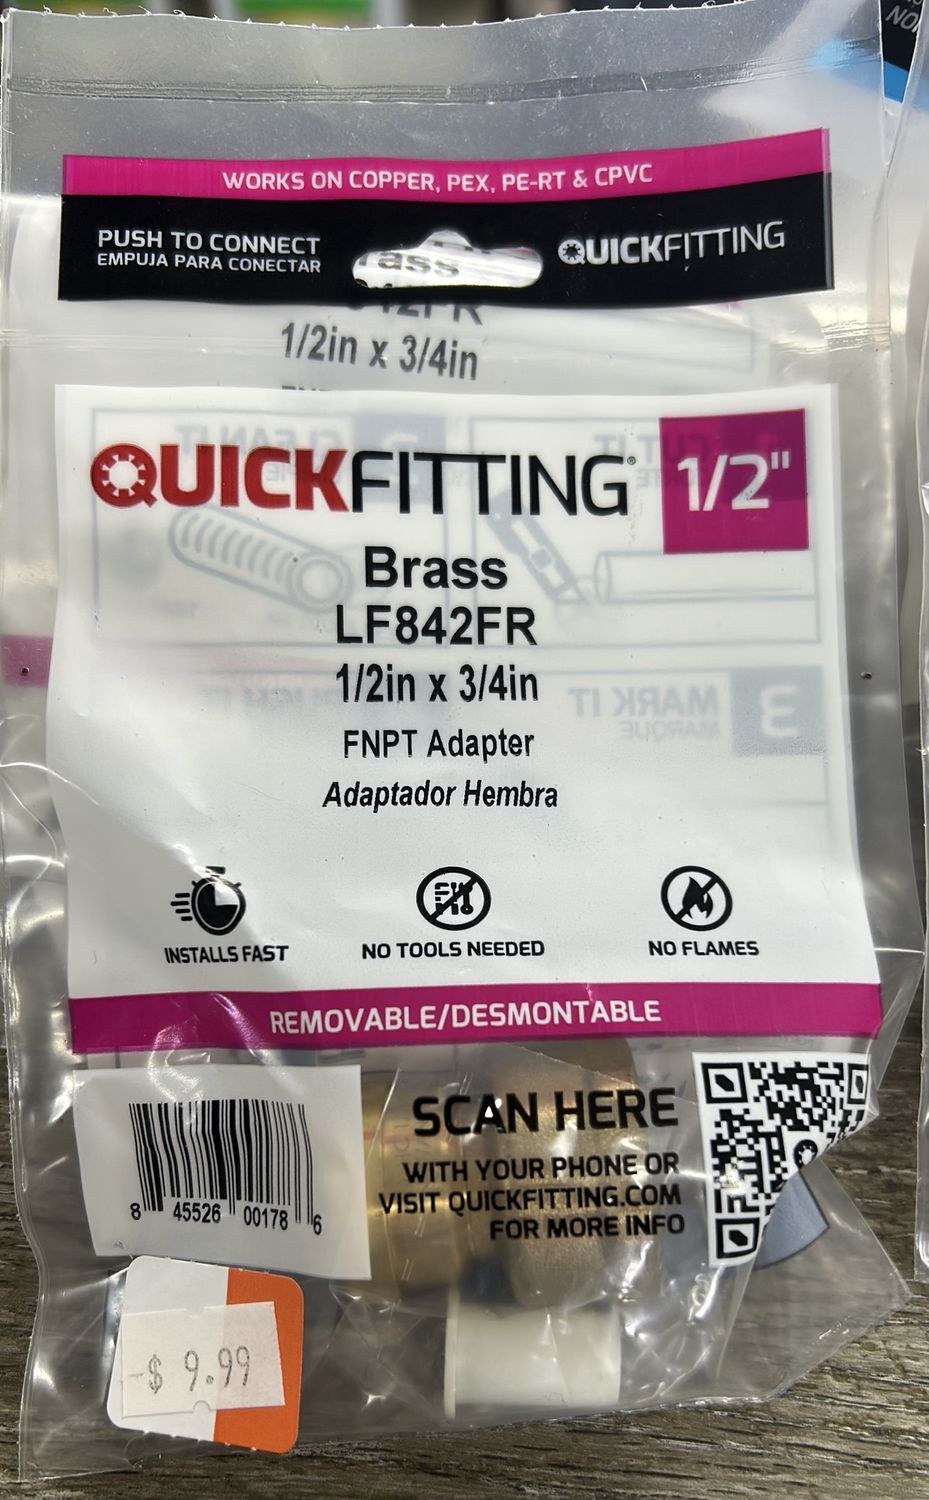 WORKS ON COPPER, PEX, PE-RT & CPVC
PUSH TO CONNECT
EMPUJA PARA CONECTAR
QUICKFITTING
1/2in x 3/4in
QUICKFITTING®
1/2"
Brass
LF842FR
1/2in x 3/4in
FNPT Adapter
Adaptador Hembra
3
MARK IT
MARQUE
INSTALLS FAST
NO TOOLS NEEDED
NO FLAMES
REMOVABLE/DESMONTABLE
SCAN HERE
WITH YOUR PHONE OR
VISIT QUICKFITTING.COM
FOR MORE INFO
8 45526 00178 6
$ 9.99